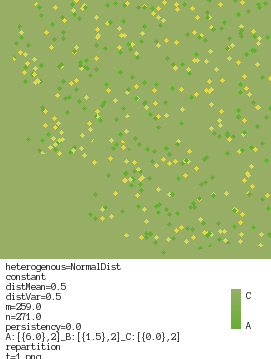 heterogenous=NormalDist
constant
distMean=0.5
distVar=0.5
m=259.0
n=271.0
persistency=0.0
A:[{6.0},2]_B:[{1.5},2]_C:[{0.0},2]
repartition
t=1.png
C
A